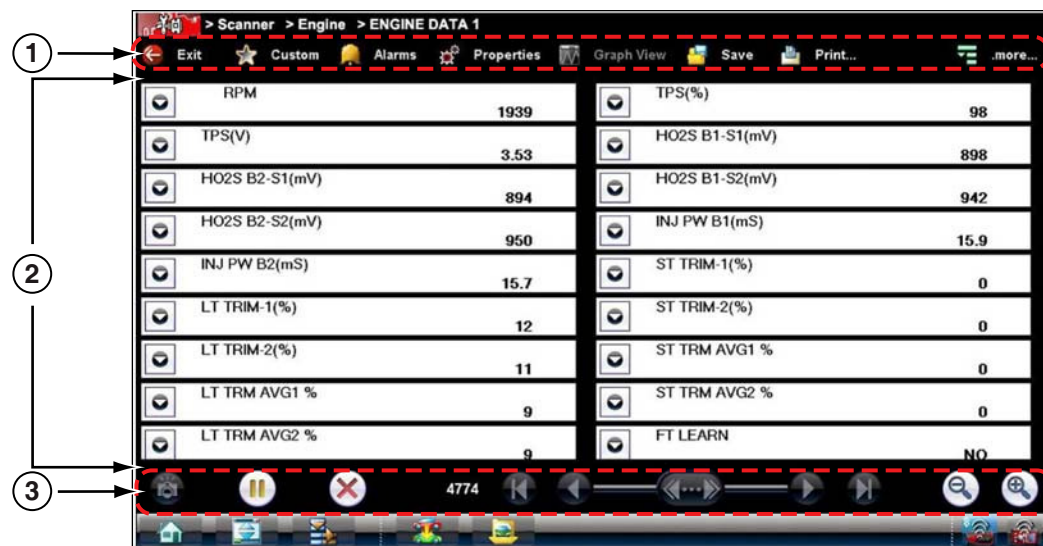 > Scanner > Engine > ENGINE DATA 1
Exit Custom Alarms Properties Graph View Save Print... .more...
RPM 1939
TPS(%) 98
TPS(V) 3.53
HO2S B1-S1(mV) 898
HO2S B2-S1(mV) 894
HO2S B1-S2(mV) 942
HO2S B2-S2(mV) 950
INJ PW B1(mS) 15.9
INJ PW B2(mS) 15.7
ST TRIM-1(%) 0
LT TRIM-1(%) 12
ST TRIM-2(%) 0
LT TRIM-2(%) 11
ST TRM AVG1 % 0
LT TRM AVG1 % 9
ST TRM AVG2 % 0
LT TRM AVG2 % 9
FT LEARN NO
4774
1
2
3